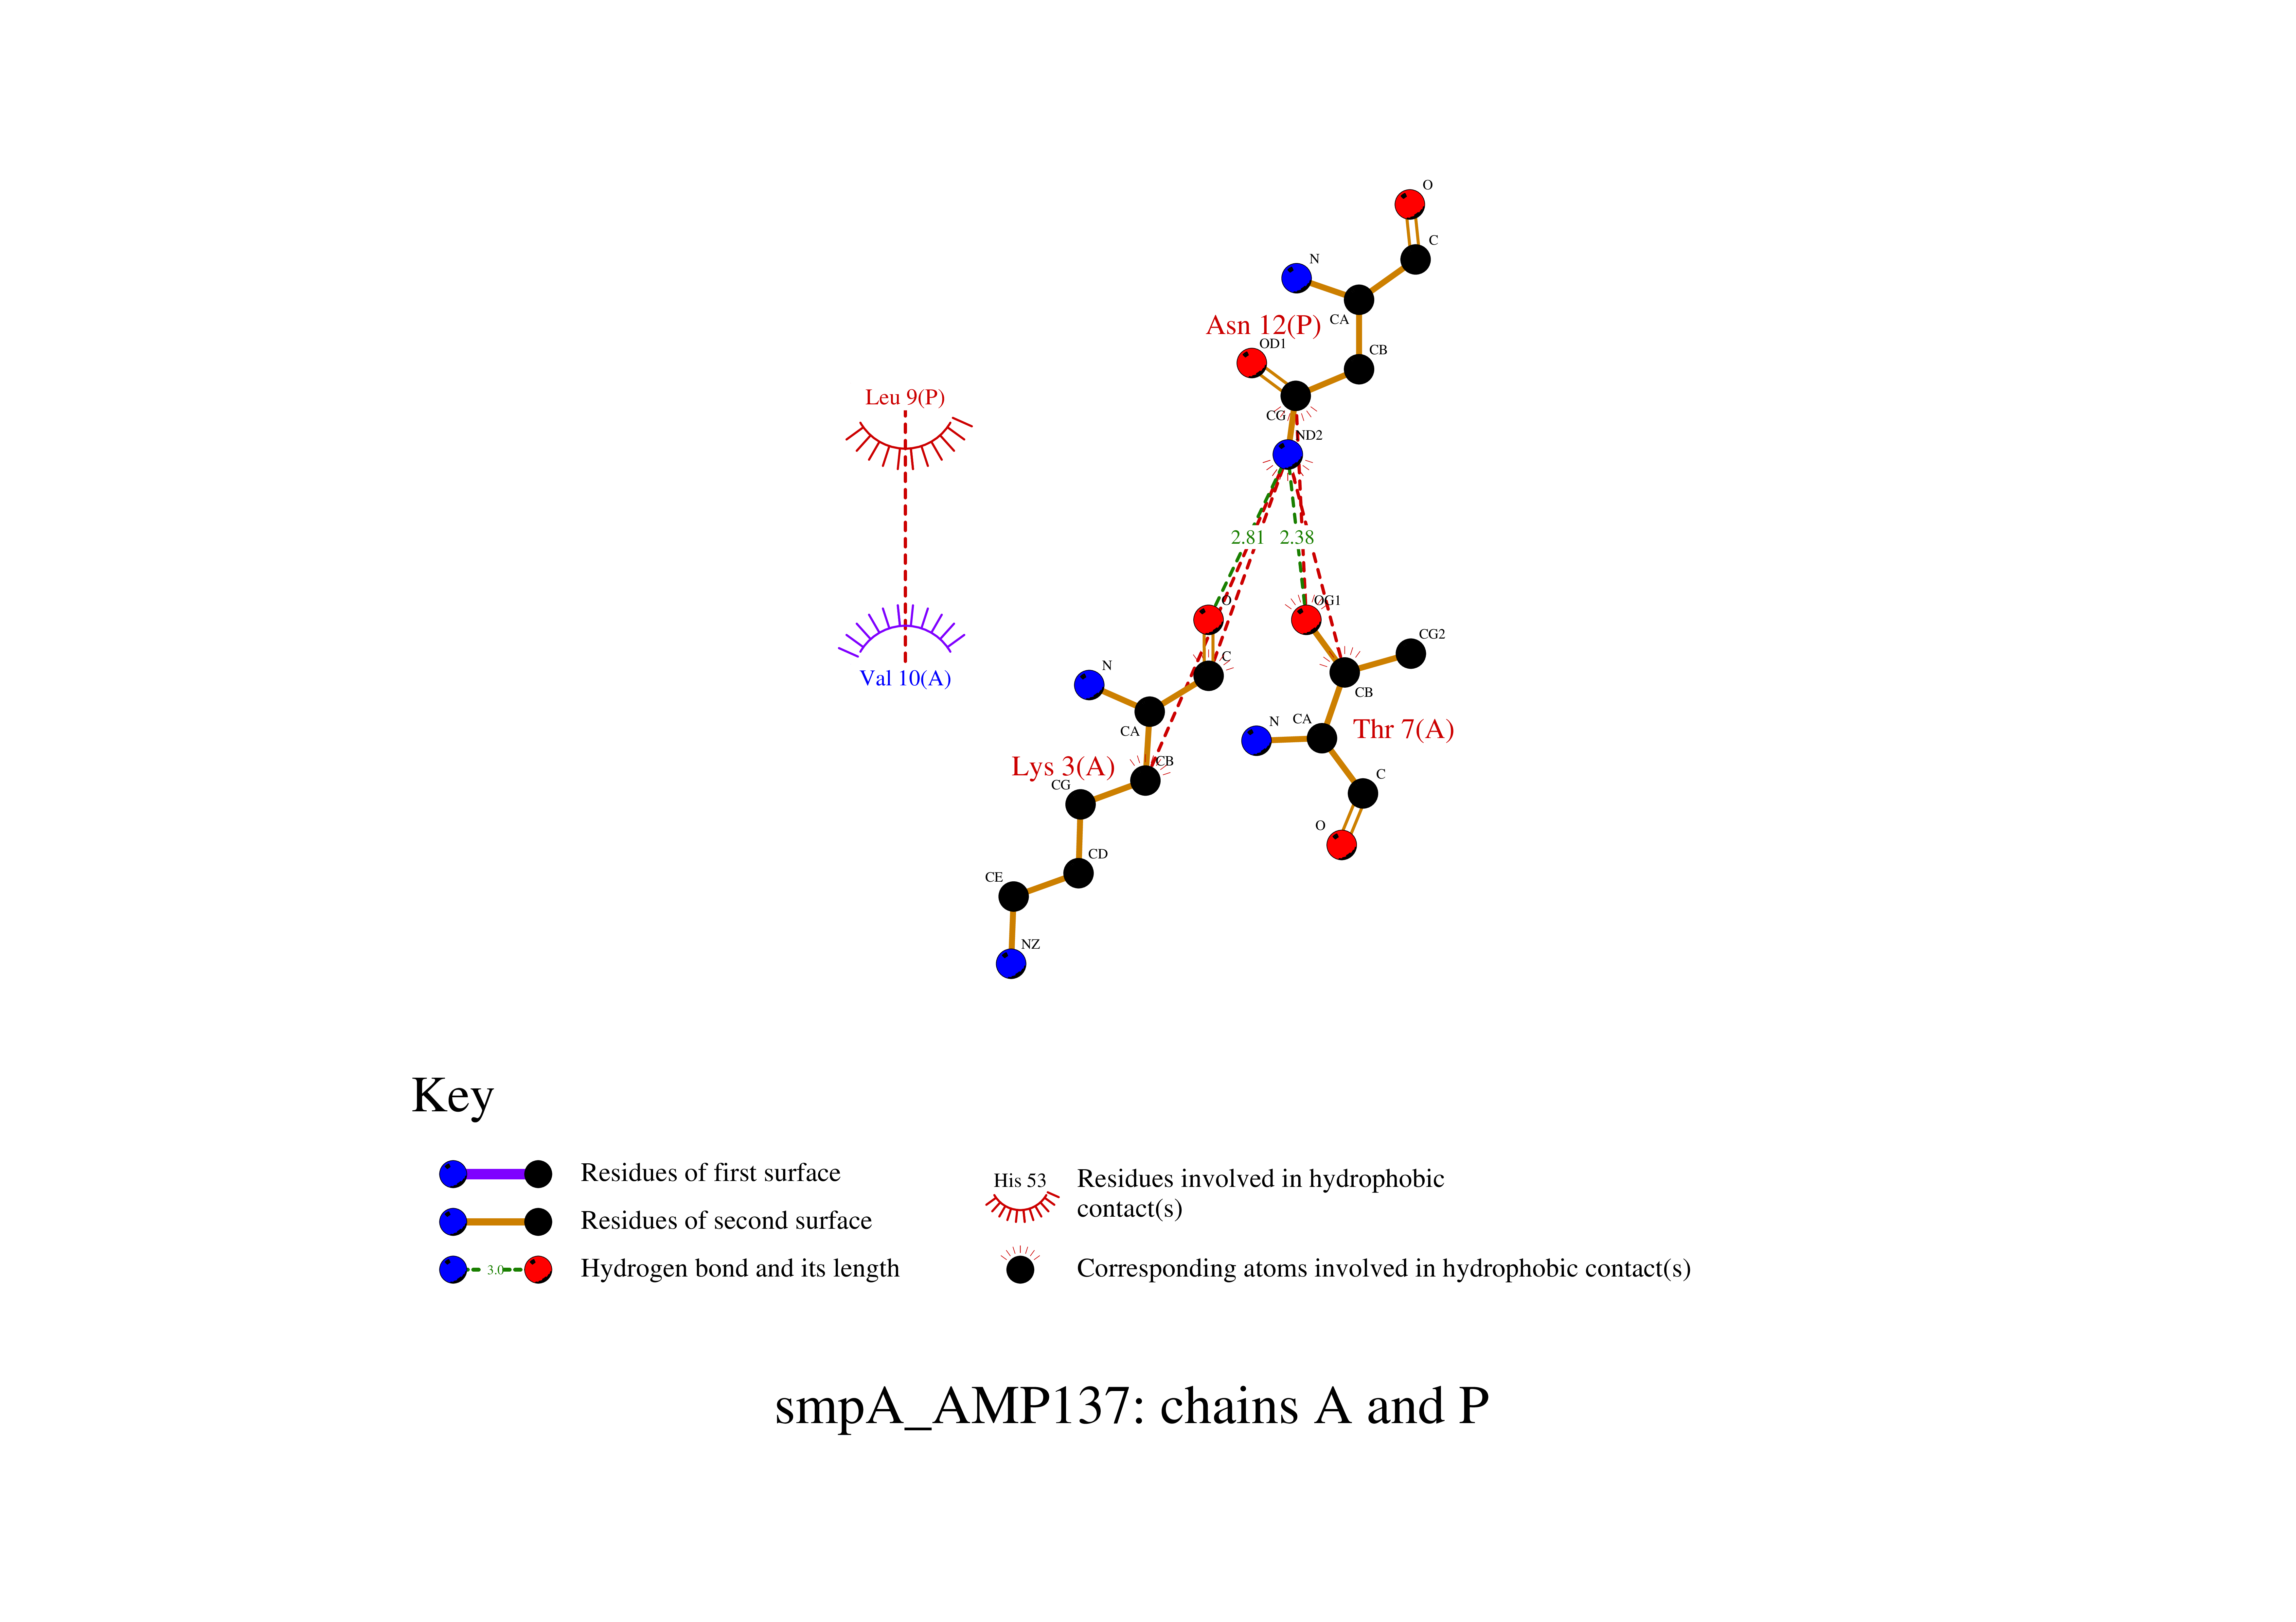 O
C
N
CA
Asn 12(P)
OD1
CB
CG
ND2
Leu 9(P)
2.81
2.38
O
OG1
CG2
C
N
CB
Val 10(A)
CA
N
CA
Thr 7(A)
CB
Lys 3(A)
CG
C
O
CD
CE
NZ
Key
Residues of first surface
Residues of second surface
3.0
Hydrogen bond and its length
His 53
Residues involved in hydrophobic
contact(s)
Corresponding atoms involved in hydrophobic contact(s)
smpA_AMP137: chains A and P